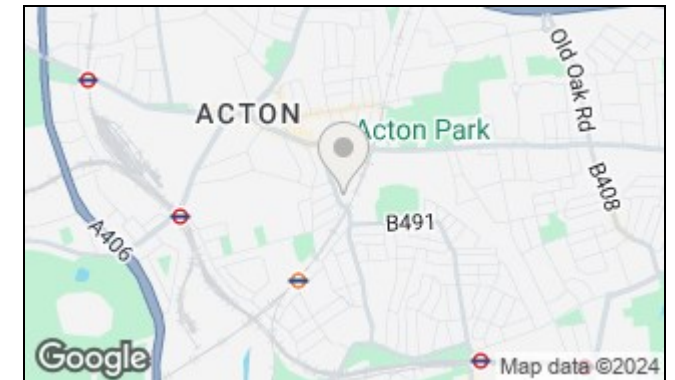 Old Oak Rd
ACTON
Acton Park
B408
B491
A406
Google
Map data ©2024